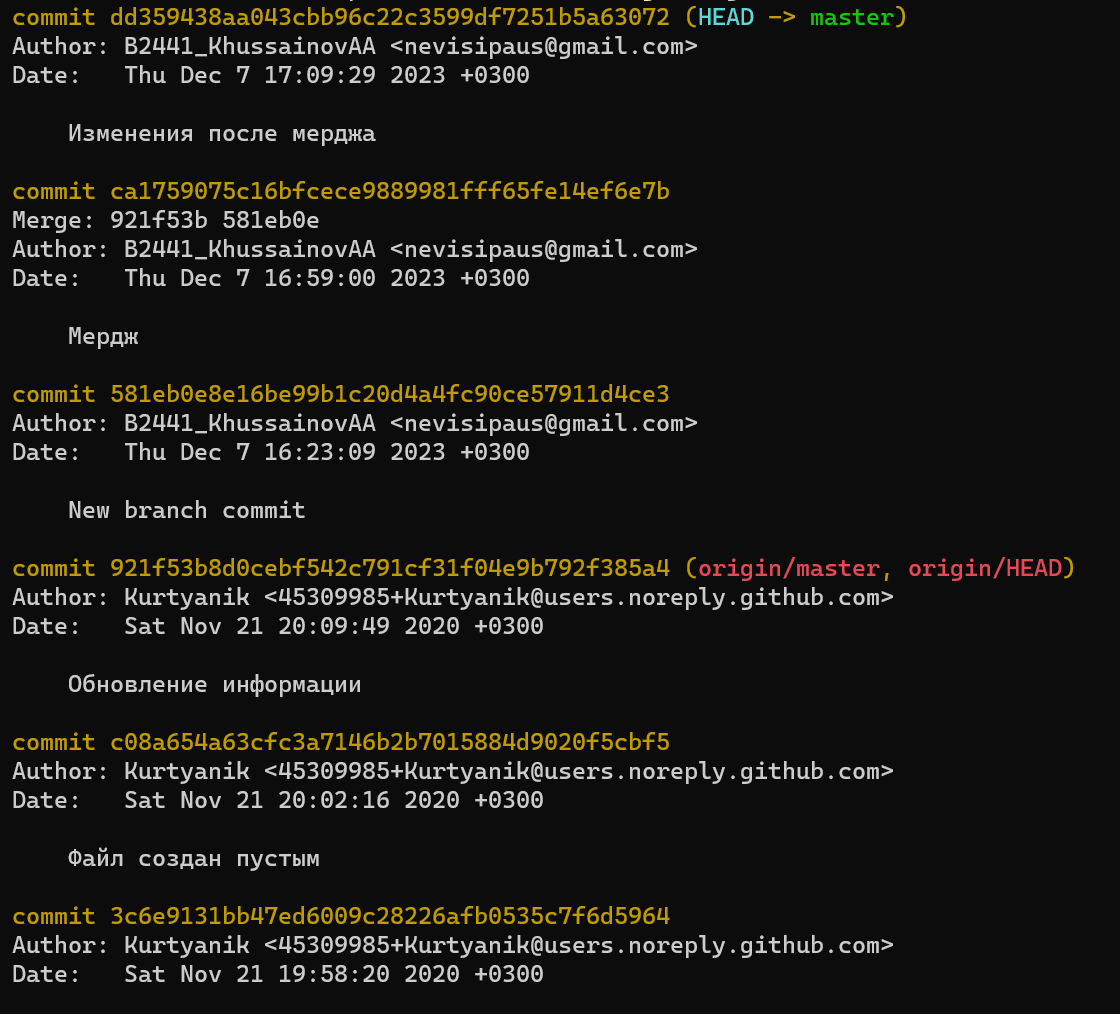 commit dd359438aa043cbb96c22c3599df7251b5a63072 (HEAD -> master)
Author: B2441_KhussainovAA <nevisipaus@gmail.com>
Date:   Thu Dec 7 17:09:29 2023 +0300
Изменения после мерджа
commit ca1759075c16bfcece9889981fff65fe14ef6e7b
Merge: 921f53b 581eb0e
Author: B2441_KhussainovAA <nevisipaus@gmail.com>
Date:   Thu Dec 7 16:59:00 2023 +0300
Мердж
commit 581eb0e8e16be99b1c20d4a4fc90ce57911d4ce3
Author: B2441_KhussainovAA <nevisipaus@gmail.com>
Date:   Thu Dec 7 16:23:09 2023 +0300
New branch commit
commit 921f53b8d0cebf542c791cf31f04e9b792f385a4 (origin/master, origin/HEAD)
Author: Kurtyanik <45309985+Kurtyanik@users.noreply.github.com>
Date:   Sat Nov 21 20:09:49 2020 +0300
Обновление информации
commit c08a654a63cfc3a7146b2b7015884d9020f5cbf5
Author: Kurtyanik <45309985+Kurtyanik@users.noreply.github.com>
Date:   Sat Nov 21 20:02:16 2020 +0300
Файл создан пустым
commit 3c6e9131bb47ed6009c28226afb0535c7f6d5964
Author: Kurtyanik <45309985+Kurtyanik@users.noreply.github.com>
Date:   Sat Nov 21 19:58:20 2020 +0300